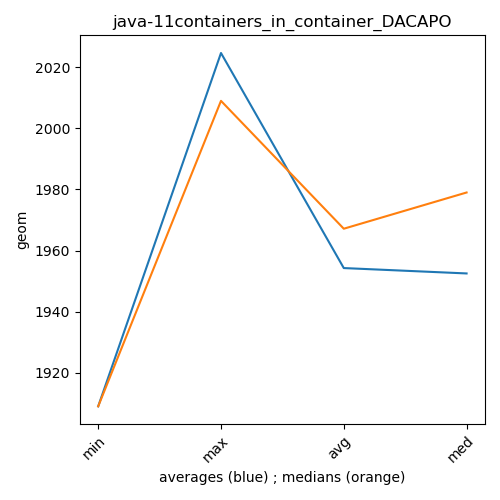 java-11containers_in_container_DACAPO
2020
2000
1980
1960
1940
1920
geom
min
max
avg
med
averages (blue) ; medians (orange)